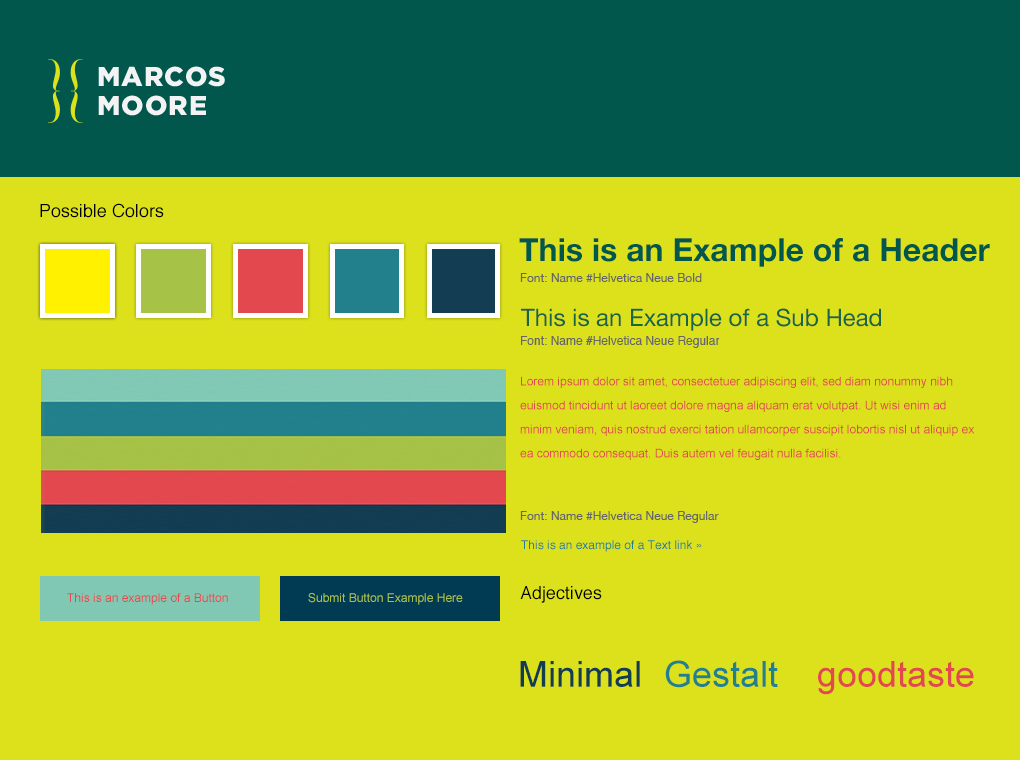 MARCOS
MOORE
Possible Colors
This is an Example of a Header
Font: Name #Helvetica Neue Bold
This is an Example of a Sub Head
Font: Name #Helvetica Neue Regular
Lorem ipsum dolor sit amet, consectetuer adipiscing elit, sed diam nonummy nibh
euismod tincidunt ut laoreet dolore magna aliquam erat volutpat. Ut wisi enim ad
minim veniam, quis nostrud exerci tation ullamcorper suscipit lobortis nisl ut aliquip ex
ea commodo consequat. Duis autem vel feugait nulla facilisi.
Font: Name #Helvetica Neue Regular
This is an example of a Text link »
This is an example of a Button
Submit Button Example Here
Adjectives
Minimal Gestalt goodtaste